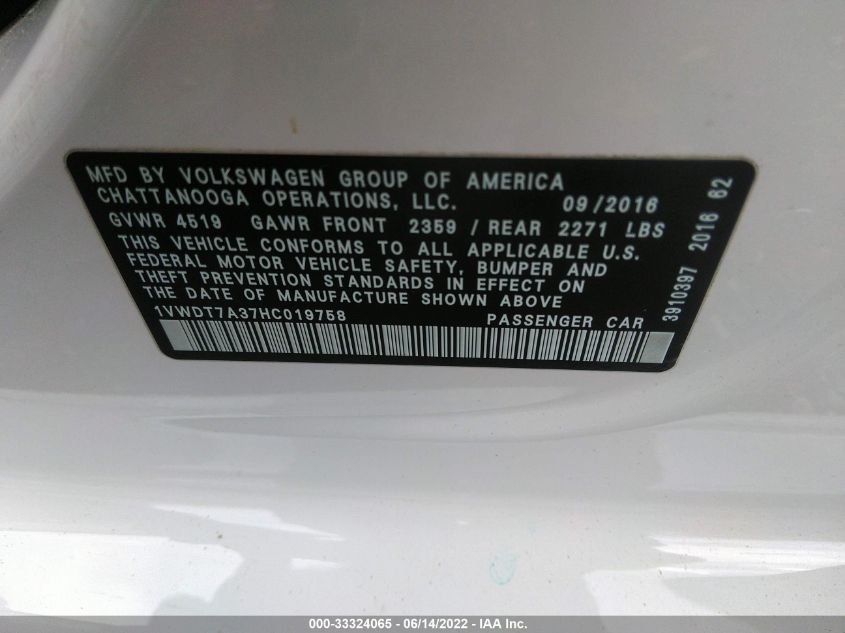 MFD BY VOLKSWAGEN GROUP OF AMERICA
CHATTANOOGA OPERATIONS, LLC. 09/2016
GVWR 4519 GAWR FRONT 2359 / REAR 2271 LBS
THIS VEHICLE CONFORMS TO ALL APPLICABLE U.S.
FEDERAL MOTOR VEHICLE SAFETY, BUMPER AND
THEFT PREVENTION STANDARDS IN EFFECT ON
THE DATE OF MANUFACTURE SHOWN ABOVE
1VWDT7A37HC019758 PASSENGER CAR
3910387 2016 62
000-33324065 - 06/14/2022 - IAA Inc.